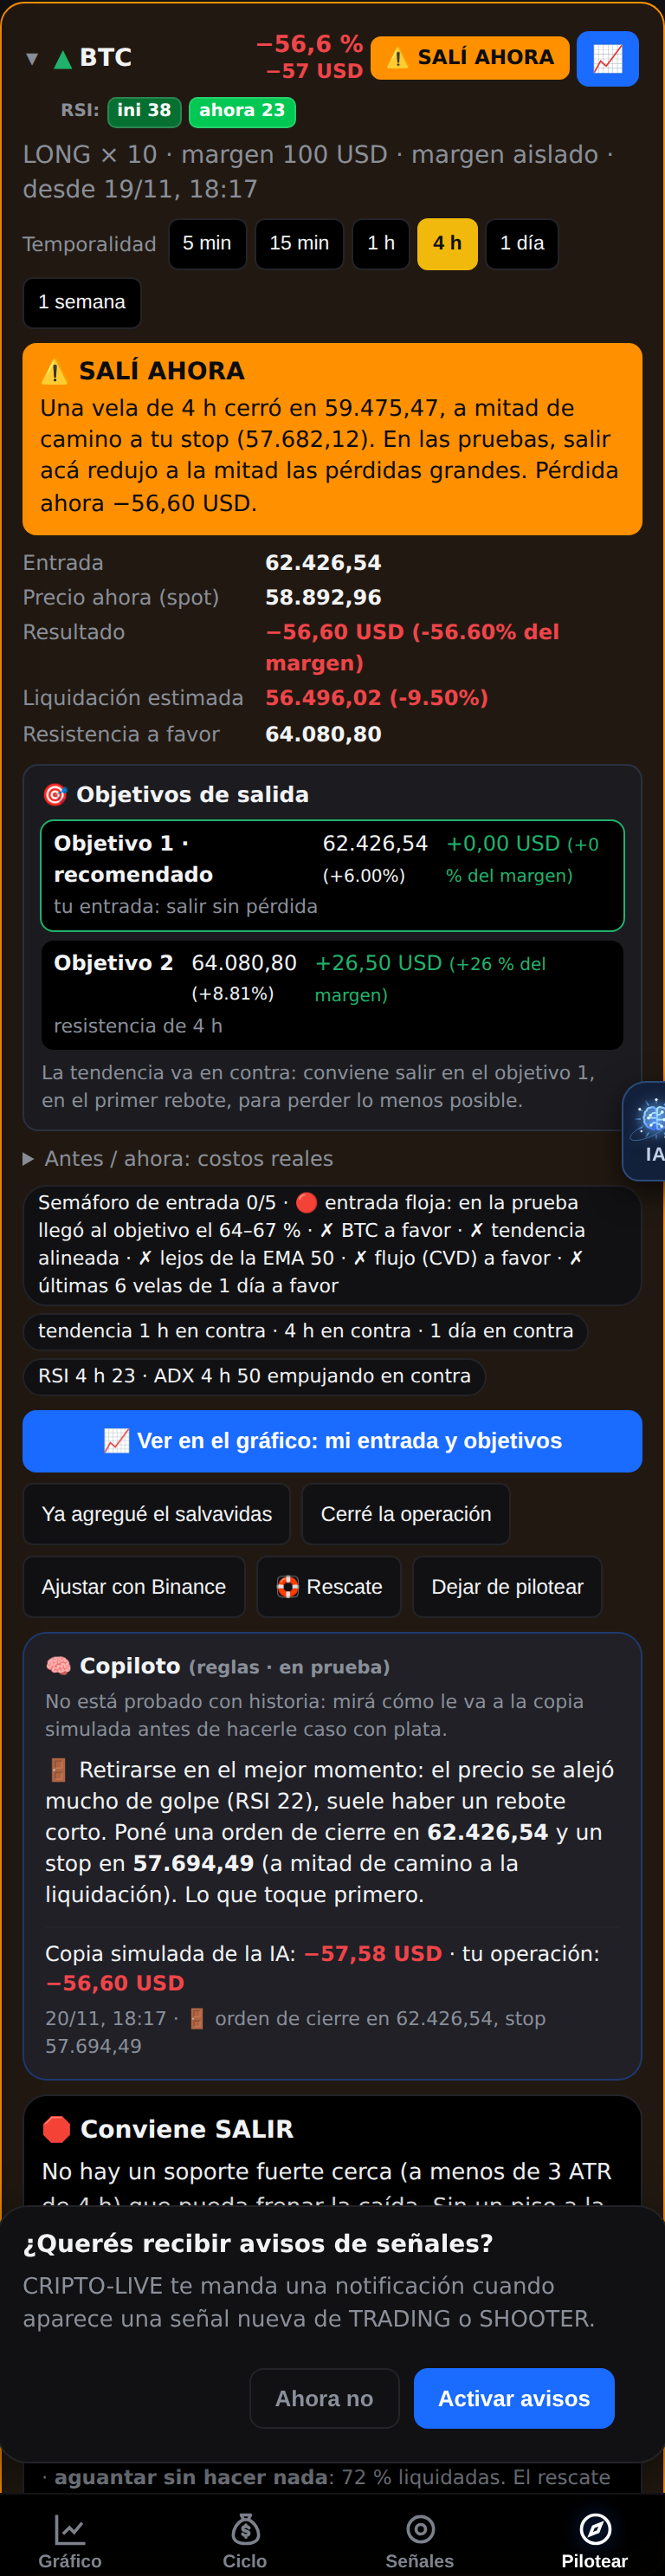 ▼ ▲ BTC
−56,6 %
−57 USD
⚠️ SALÍ AHORA
RSI: ini 38 ahora 23
LONG × 10 · margen 100 USD · margen aislado ·
desde 19/11, 18:17
Temporalidad 5 min 15 min 1 h 4 h 1 día
1 semana
⚠️ SALÍ AHORA
Una vela de 4 h cerró en 59.475,47, a mitad de
camino a tu stop (57.682,12). En las pruebas, salir
acá redujo a la mitad las pérdidas grandes. Pérdida
ahora −56,60 USD.
Entrada 62.426,54
Precio ahora (spot) 58.892,96
Resultado −56,60 USD (-56.60% del
margen)
Liquidación estimada 56.496,02 (-9.50%)
Resistencia a favor 64.080,80
🎯 Objetivos de salida
Objetivo 1 · 62.426,54 +0,00 USD (+0
recomendado (+6.00%) % del margen)
tu entrada: salir sin pérdida
Objetivo 2 64.080,80 +26,50 USD (+26 % del
(+8.81%) margen)
resistencia de 4 h
La tendencia va en contra: conviene salir en el objetivo 1,
en el primer rebote, para perder lo menos posible.
IA
▶ Antes / ahora: costos reales
Semáforo de entrada 0/5 · 🔴 entrada floja: en la prueba
llegó al objetivo el 64–67 % · ✗ BTC a favor · ✗ tendencia
alineada · ✗ lejos de la EMA 50 · ✗ flujo (CVD) a favor · ✗
últimas 6 velas de 1 día a favor
tendencia 1 h en contra · 4 h en contra · 1 día en contra
RSI 4 h 23 · ADX 4 h 50 empujando en contra
📈 Ver en el gráfico: mi entrada y objetivos
Ya agregué el salvavidas Cerré la operación
Ajustar con Binance 🛟 Rescate Dejar de pilotear
🧠 Copiloto (reglas · en prueba)
No está probado con historia: mirá cómo le va a la copia
simulada antes de hacerle caso con plata.
🚪 Retirarse en el mejor momento: el precio se alejó
mucho de golpe (RSI 22), suele haber un rebote
corto. Poné una orden de cierre en 62.426,54 y un
stop en 57.694,49 (a mitad de camino a la
liquidación). Lo que toque primero.
Copia simulada de la IA: −57,58 USD · tu operación:
−56,60 USD
20/11, 18:17 · 🚪 orden de cierre en 62.426,54, stop
57.694,49
🛑 Conviene SALIR
No hay un soporte fuerte cerca (a menos de 3 ATR
de 4 h) que pueda frenar la caída. Sin un piso a la
¿Querés recibir avisos de señales?
CRIPTO-LIVE te manda una notificación cuando
aparece una señal nueva de TRADING o SHOOTER.
Ahora no Activar avisos
· aguantar sin hacer nada: 72 % liquidadas. El rescate
Gráfico Ciclo Señales Pilotear